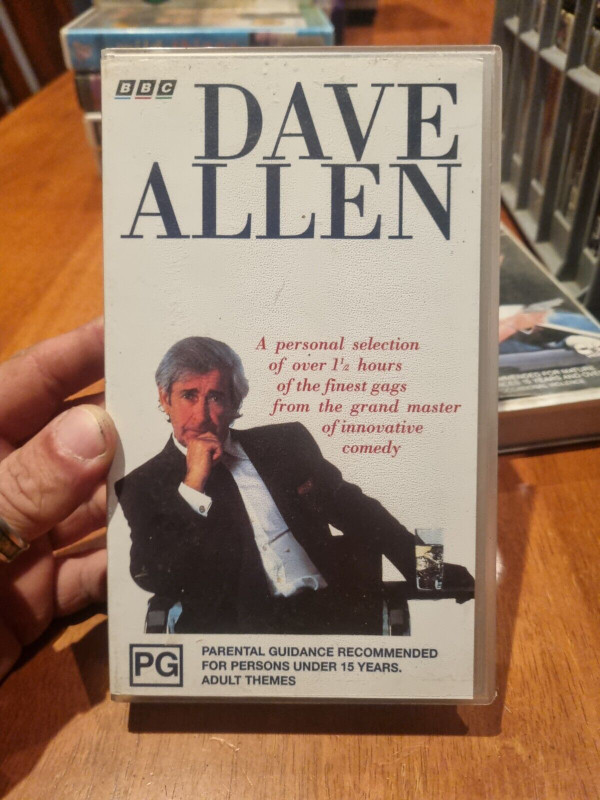 BBC
DAVE
ALLEN
A personal selection
of over 1½ hours
of the finest gags
from the grand master
of innovative
comedy
PG
PARENTAL GUIDANCE RECOMMENDED
FOR PERSONS UNDER 15 YEARS.
ADULT THEMES